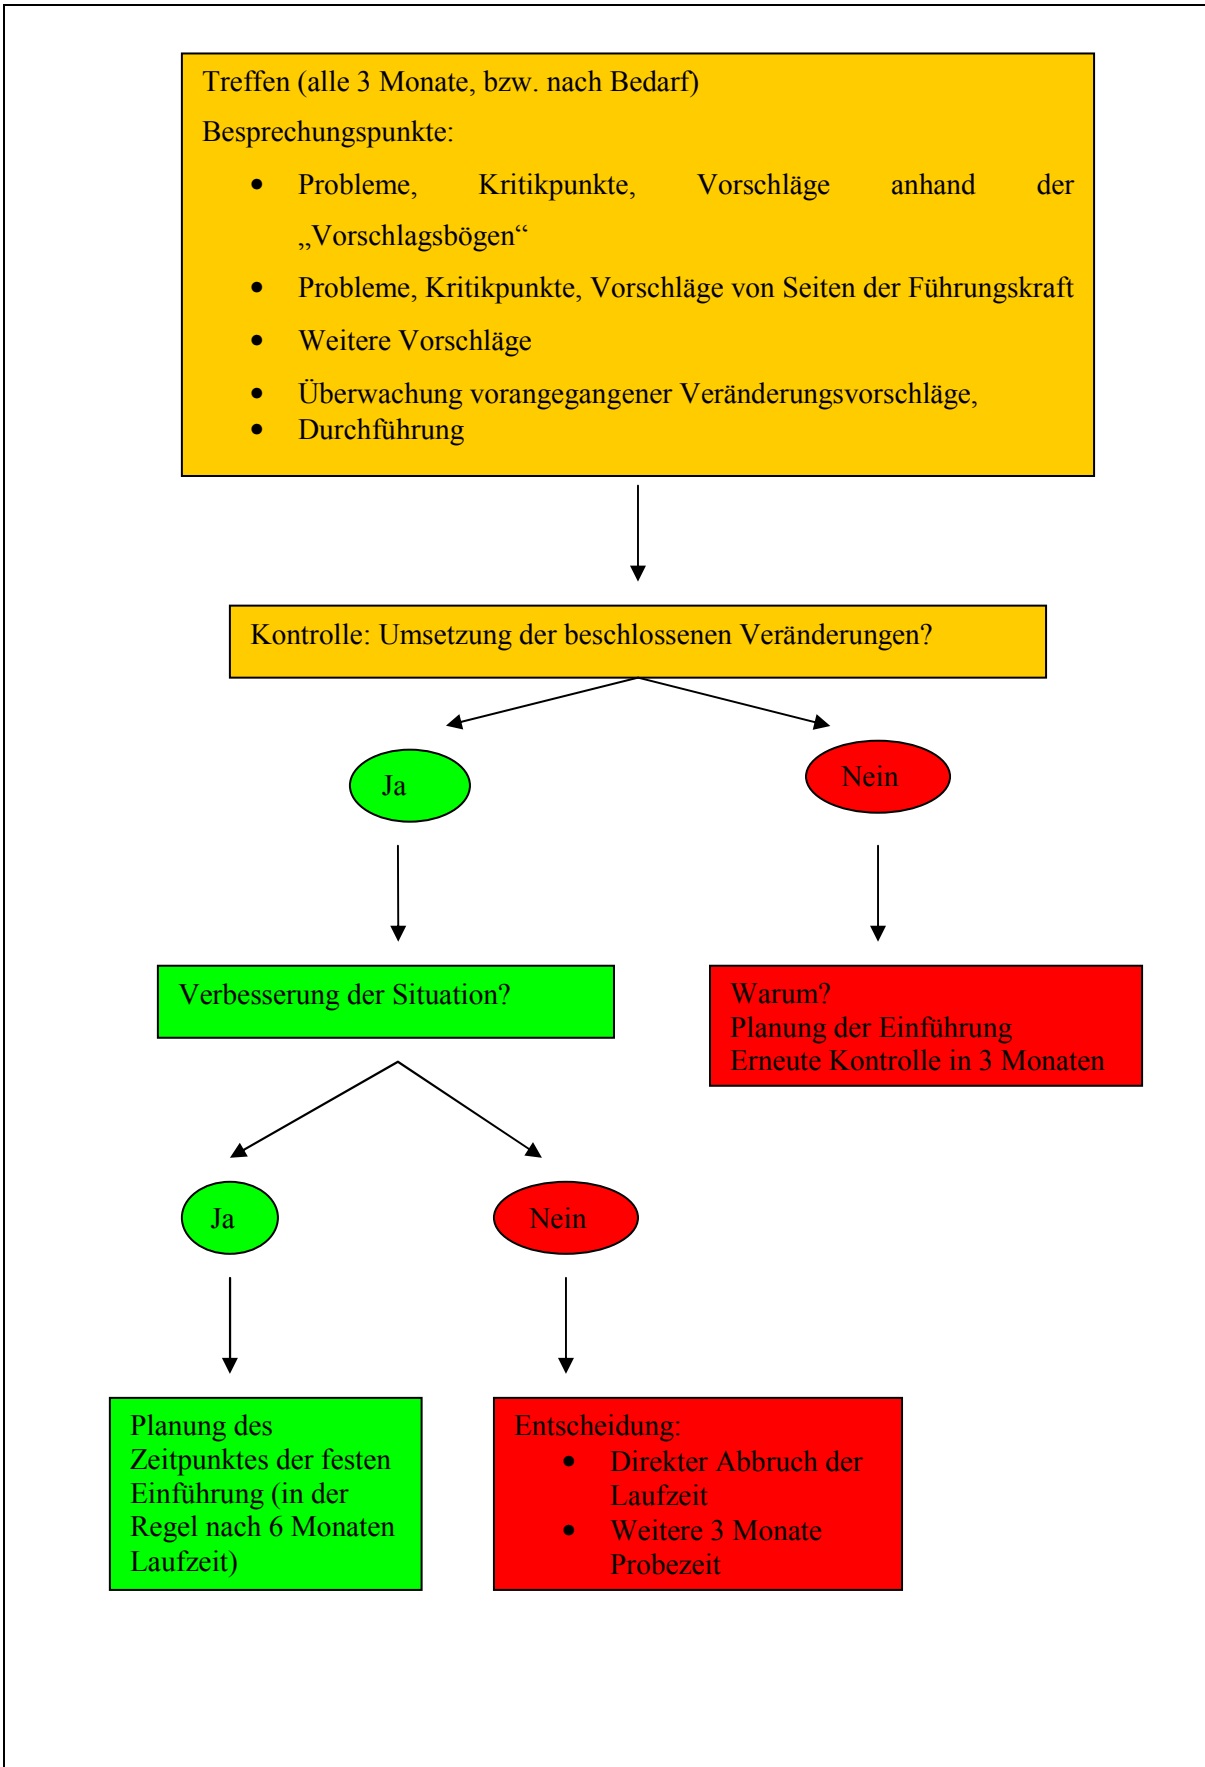 Treffen (alle 3 Monate, bzw. nach Bedarf)
Besprechungspunkte:
• Probleme, Kritikpunkte, Vorschläge anhand der
„Vorschlagsbögen“
• Probleme, Kritikpunkte, Vorschläge von Seiten der Führungskraft
• Weitere Vorschläge
• Überwachung vorangegangener Veränderungsvorschläge,
• Durchführung
Kontrolle: Umsetzung der beschlossenen Veränderungen?
Ja
Nein
Verbesserung der Situation?
Warum?
Planung der Einführung
Erneute Kontrolle in 3 Monaten
Ja
Nein
Planung des
Zeitpunktes der festen
Einführung (in der
Regel nach 6 Monaten
Laufzeit)
Entscheidung:
• Direkter Abbruch der
Laufzeit
• Weitere 3 Monate
Probezeit